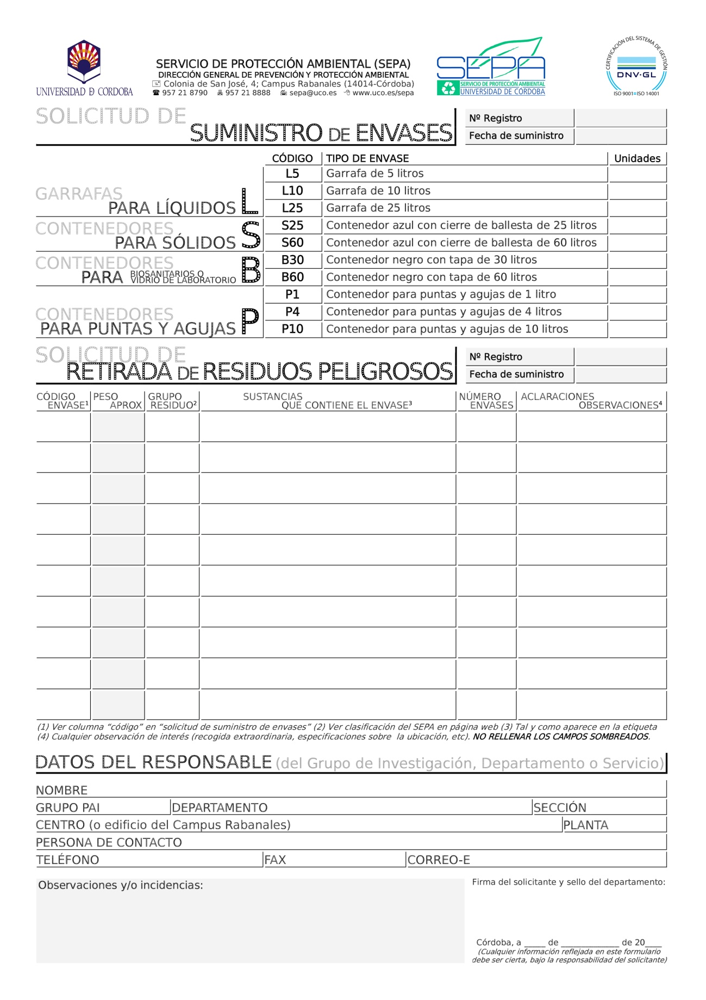 UNIVERSIDAD Ð CÓRDOBA
SERVICIO DE PROTECCIÓN AMBIENTAL (SEPA)
DIRECCIÓN GENERAL DE PREVENCIÓN Y PROTECCIÓN AMBIENTAL
Colonia de San José, 4; Campus Rabanales (14014-Córdoba)
957 21 8790 957 21 8888 sepa@uco.es www.uco.es/sepa
SEPA
SERVICIO DE PROTECCIÓN AMBIENTAL
UNIVERSIDAD DE CÓRDOBA
CERTIFICACIÓN DEL SISTEMA DE GESTIÓN
DNV·GL
ISO 9001=ISO 14001
SOLICITUD DE
SUMINISTRO DE ENVASES
Nº Registro
Fecha de suministro
CÓDIGO TIPO DE ENVASE Unidades
GARRAFAS
PARA LÍQUIDOS L
L5 Garrafa de 5 litros
L10 Garrafa de 10 litros
L25 Garrafa de 25 litros
CONTENEDORES
PARA SÓLIDOS S
S25 Contenedor azul con cierre de ballesta de 25 litros
S60 Contenedor azul con cierre de ballesta de 60 litros
CONTENEDORES
PARA BIOSANITARIOS O
VIDRIO DE LABORATORIO B
B30 Contenedor negro con tapa de 30 litros
B60 Contenedor negro con tapa de 60 litros
CONTENEDORES
PARA PUNTAS Y AGUJAS P
P1 Contenedor para puntas y agujas de 1 litro
P4 Contenedor para puntas y agujas de 4 litros
P10 Contenedor para puntas y agujas de 10 litros
SOLICITUD DE
RETIRADA DE RESIDUOS PELIGROSOS
Nº Registro
Fecha de suministro
CÓDIGO ENVASE¹
PESO APROX
GRUPO RESIDUO²
SUSTANCIAS QUE CONTIENE EL ENVASE³
NÚMERO ENVASES
ACLARACIONES OBSERVACIONES⁴
(1) Ver columna “código” en “solicitud de suministro de envases” (2) Ver clasificación del SEPA en página web (3) Tal y como aparece en la etiqueta
(4) Cualquier observación de interés (recogida extraordinaria, especificaciones sobre la ubicación, etc). NO RELLENAR LOS CAMPOS SOMBREADOS.
DATOS DEL RESPONSABLE (del Grupo de Investigación, Departamento o Servicio)
NOMBRE
GRUPO PAI DEPARTAMENTO SECCIÓN
CENTRO (o edificio del Campus Rabanales) PLANTA
PERSONA DE CONTACTO
TELÉFONO FAX CORREO-E
Observaciones y/o incidencias:
Firma del solicitante y sello del departamento:
Córdoba, a _____ de ______________ de 20____
(Cualquier información reflejada en este formulario
debe ser cierta, bajo la responsabilidad del solicitante)